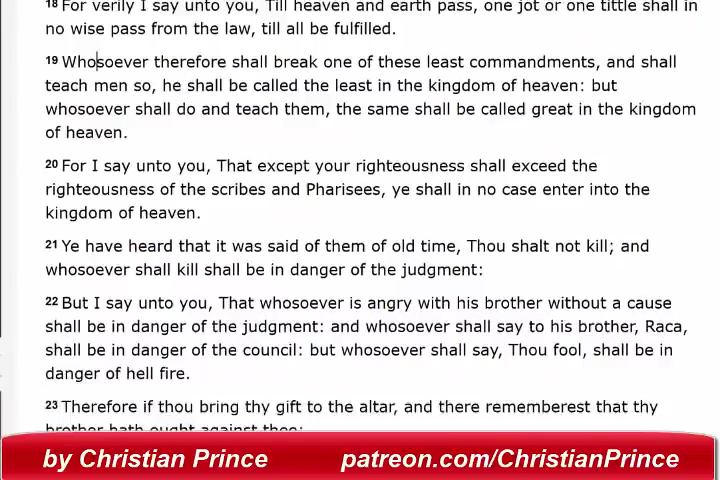 18 For verily I say unto you, Till heaven and earth pass, one jot or one tittle shall in
no wise pass from the law, till all be fulfilled.
19 Whosoever therefore shall break one of these least commandments, and shall
teach men so, he shall be called the least in the kingdom of heaven: but
whosoever shall do and teach them, the same shall be called great in the kingdom
of heaven.
20 For I say unto you, That except your righteousness shall exceed the
righteousness of the scribes and Pharisees, ye shall in no case enter into the
kingdom of heaven.
21 Ye have heard that it was said of them of old time, Thou shalt not kill; and
whosoever shall kill shall be in danger of the judgment:
22 But I say unto you, That whosoever is angry with his brother without a cause
shall be in danger of the judgment: and whosoever shall say to his brother, Raca,
shall be in danger of the council: but whosoever shall say, Thou fool, shall be in
danger of hell fire.
23 Therefore if thou bring thy gift to the altar, and there rememberest that thy
brother hath ought against thee:
by Christian Prince patreon.com/ChristianPrince